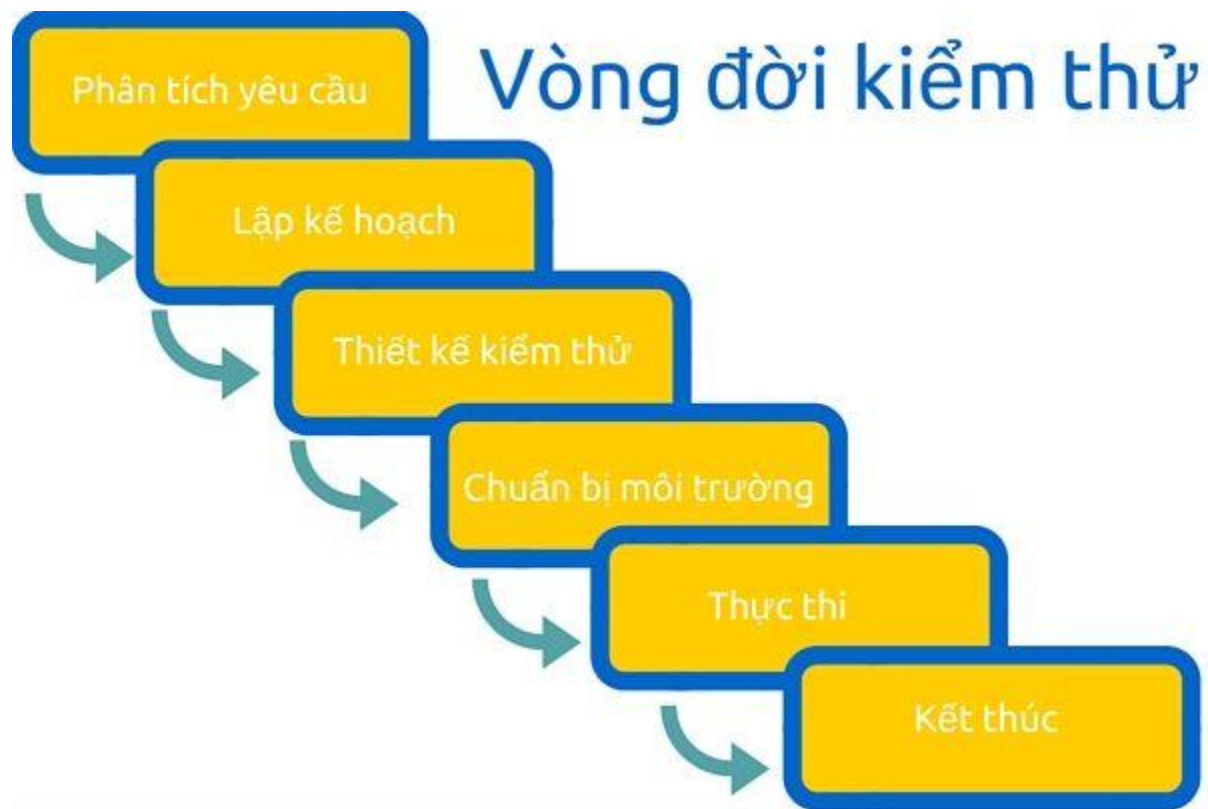 Vòng đời kiểm thử
Phân tích yêu cầu
Lập kế hoạch
Thiết kế kiểm thử
Chuẩn bị môi trường
Thực thi
Kết thúc